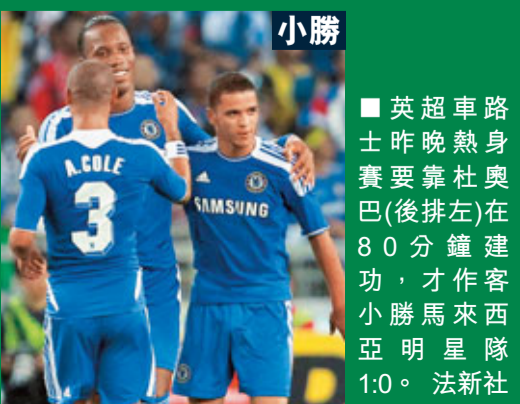 小勝
A.COLE
3
SAMSUNG
■ 英超車路
士昨晚熱身
賽要靠杜奧
巴(後排左)在
80分鐘建
功，才作客
小勝馬來西
亞明星隊
1:0。 法新社